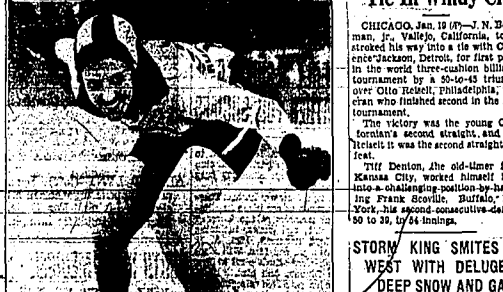 Tie In Windy
CHICAGO, Jan. 19 (AP)—J. N. B
man, jr., Vallejo, California,
stroked his way into a tie with C
ence Jackson, Detroit, for first p
in the world three-cushion billi
tournament by a 50-to-45 triu
over Otto Reiselt, Philadelphia,
eran who finished second in the
tournament.
The victory was the young C
fornian's second straight, and
Reiselt it was the second straight
feat.
Tiff Denton, the old-timer
Kansas City, worked himself
into a challenging position by
ing Frank Scoville, Buffalo,
York, his second consecutive de
50 to 39, in 54 innings.
STORM KING SMITES
WEST WITH DELUGE
DEEP SNOW AND